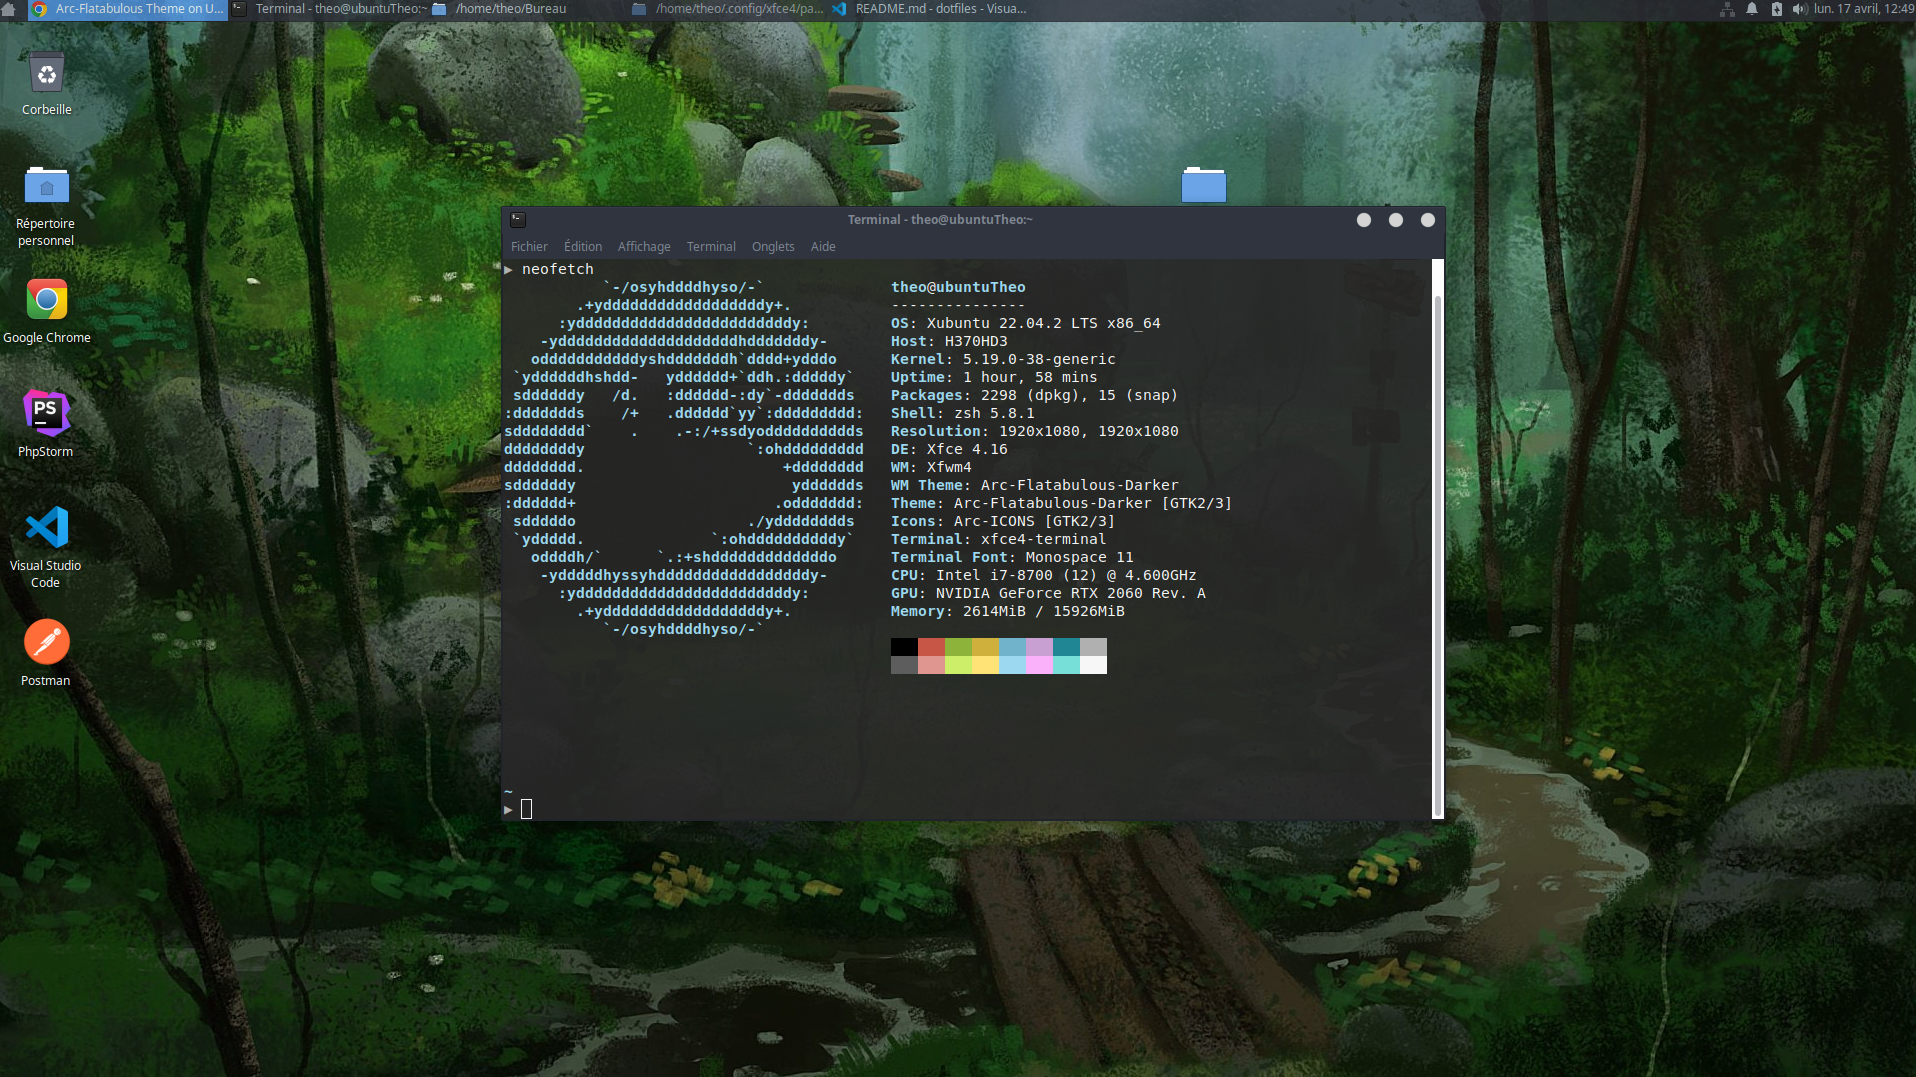 Arc-Flatabulous Theme on U...
Terminal - theo@ubuntuTheo:~
/home/theo/Bureau
/home/theo/.config/xfce4/pa...
README.md - dotfiles - Visua...
lun. 17 avril, 12:49
Corbeille
Répertoire
personnel
Google Chrome
PS
PhpStorm
Visual Studio
Code
Postman
Terminal - theo@ubuntuTheo:~
Fichier Édition Affichage Terminal Onglets Aide
▶ neofetch
`-/osyhddddhyso/-` theo@ubuntuTheo
.+yddddddddddddddddddy+. ---------------
:yddddddddddddddddddddddddy: OS: Xubuntu 22.04.2 LTS x86_64
-yddddddddddddddddddddhdddddddy- Host: H370HD3
odddddddddddyshdddddddh`dddd+ydddo Kernel: 5.19.0-38-generic
`yddddddhshdd- ydddddd+`ddh.:dddddy` Uptime: 1 hour, 58 mins
sddddddy /d. :dddddd-:dy`-ddddddds Packages: 2298 (dpkg), 15 (snap)
:ddddddds /+ .dddddd`yy`:ddddddddd: Shell: zsh 5.8.1
sdddddddd` . .-:/+ssdyodddddddddds Resolution: 1920x1080, 1920x1080
ddddddddy `:ohddddddddd DE: Xfce 4.16
dddddddd. +dddddddd WM: Xfwm4
sddddddy ydddddds WM Theme: Arc-Flatabulous-Darker
:dddddd+ .oddddddd: Theme: Arc-Flatabulous-Darker [GTK2/3]
sdddddo ./ydddddddds Icons: Arc-ICONS [GTK2/3]
`yddddd. `:ohddddddddddy` Terminal: xfce4-terminal
oddddh/` `.:+shdddddddddddddo Terminal Font: Monospace 11
-ydddddhyssyhdddddddddddddddddy- CPU: Intel i7-8700 (12) @ 4.600GHz
:yddddddddddddddddddddddddy: GPU: NVIDIA GeForce RTX 2060 Rev. A
.+yddddddddddddddddddy+. Memory: 2614MiB / 15926MiB
`-/osyhddddhyso/-`
~
▶